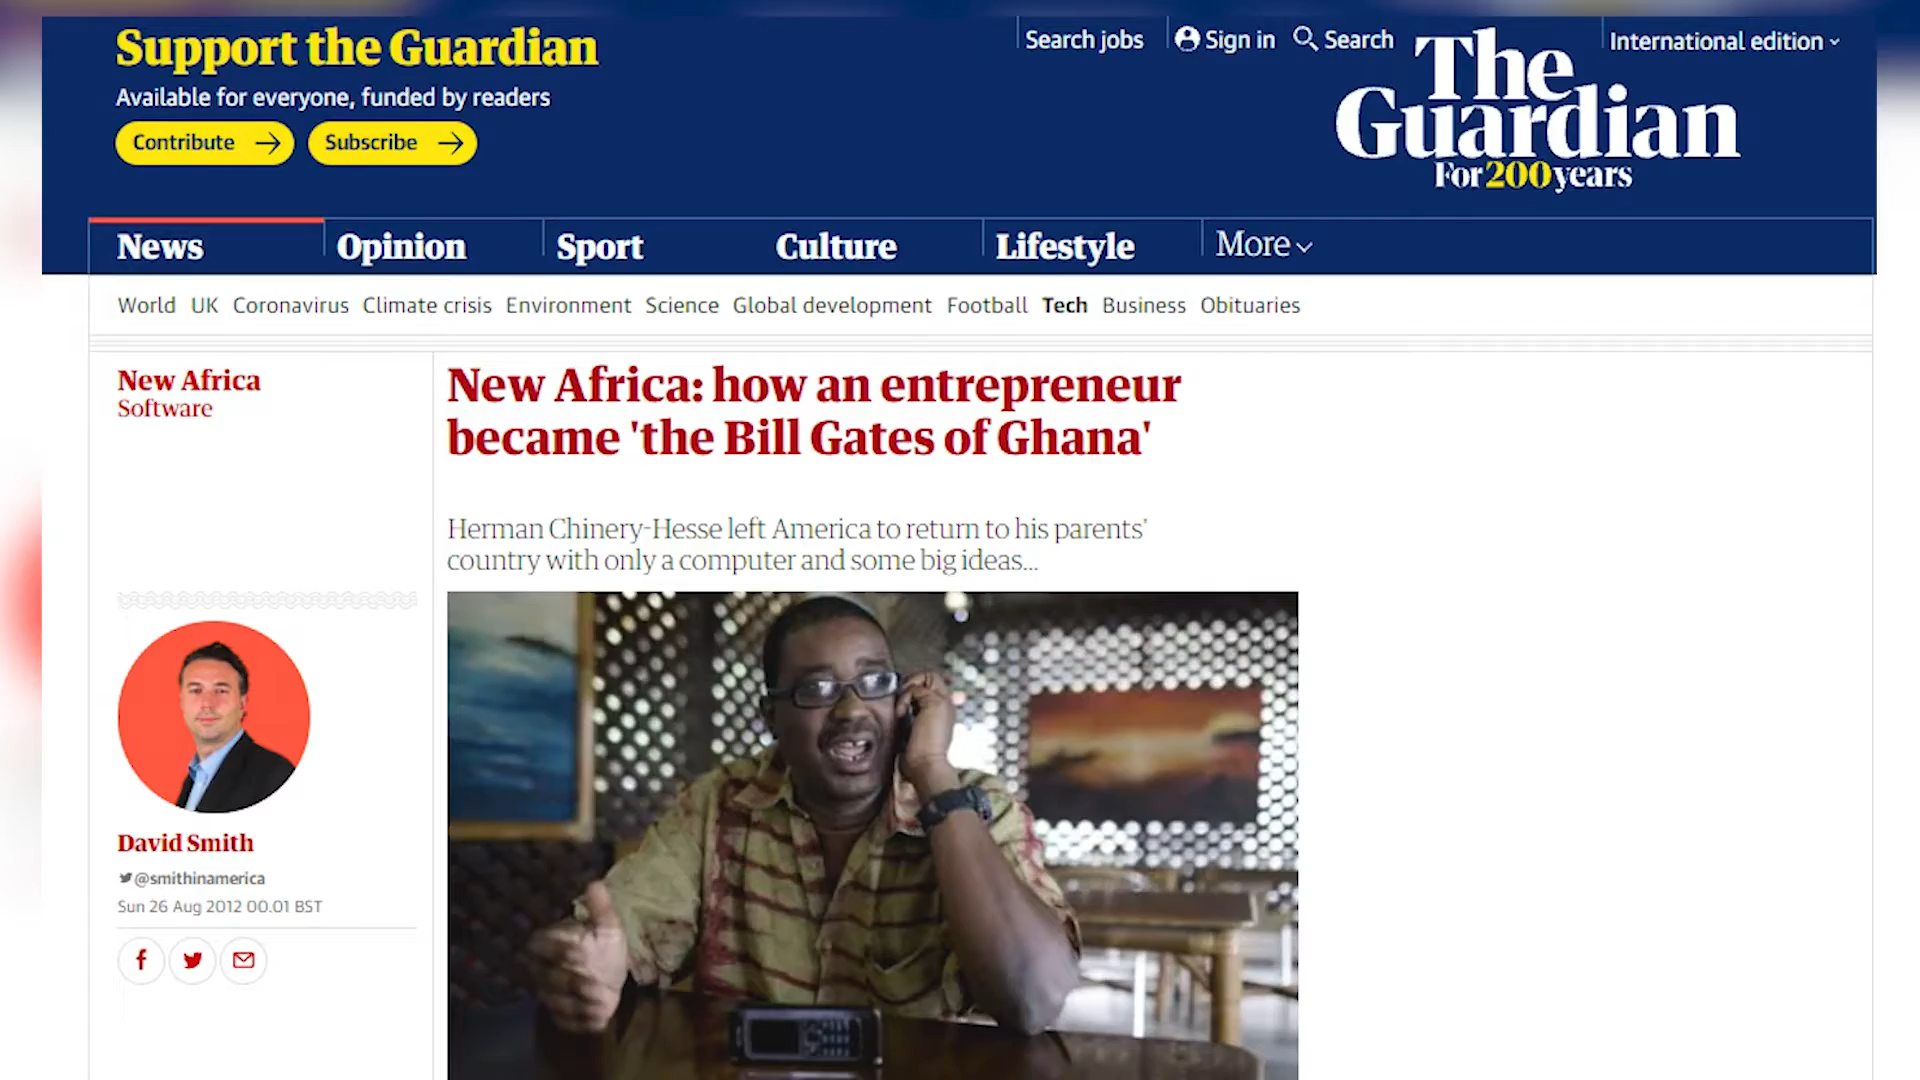 Support the Guardian
Available for everyone, funded by readers
Contribute
Subscribe
Search jobs
Sign in
Search
International edition
The
Guardian
For 200 years
News
Opinion
Sport
Culture
Lifestyle
More
World UK Coronavirus Climate crisis Environment Science Global development Football Tech Business Obituaries
New Africa
Software
New Africa: how an entrepreneur
became 'the Bill Gates of Ghana'
Herman Chinery-Hesse left America to return to his parents'
country with only a computer and some big ideas...
David Smith
@smithinamerica
Sun 26 Aug 2012 00.01 BST